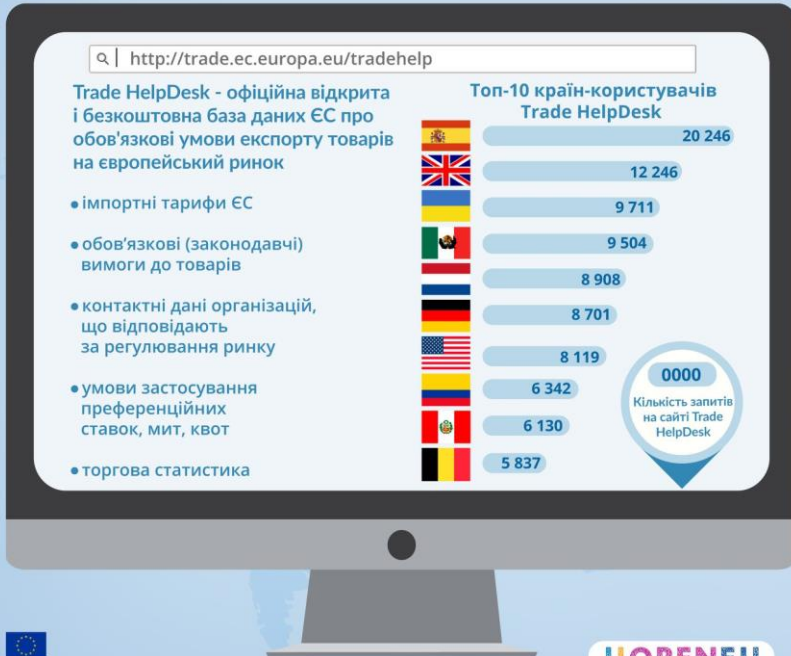 http://trade.ec.europa.eu/tradehelp
Trade HelpDesk - офіційна відкрита
і безкоштовна база даних ЄС про
обов'язкові умови експорту товарів
на європейський ринок
• імпортні тарифи ЄС
• обов'язкові (законодавчі)
вимоги до товарів
• контактні дані організацій,
що відповідають
за регулювання ринку
• умови застосування
преференційних
ставок, мит, квот
• торгова статистика
Топ-10 країн-користувачів
Trade HelpDesk
20 246
12 246
9 711
9 504
8 908
8 701
8 119
6 342
6 130
5 837
0000
Кількість запитів
на сайті Trade
HelpDesk